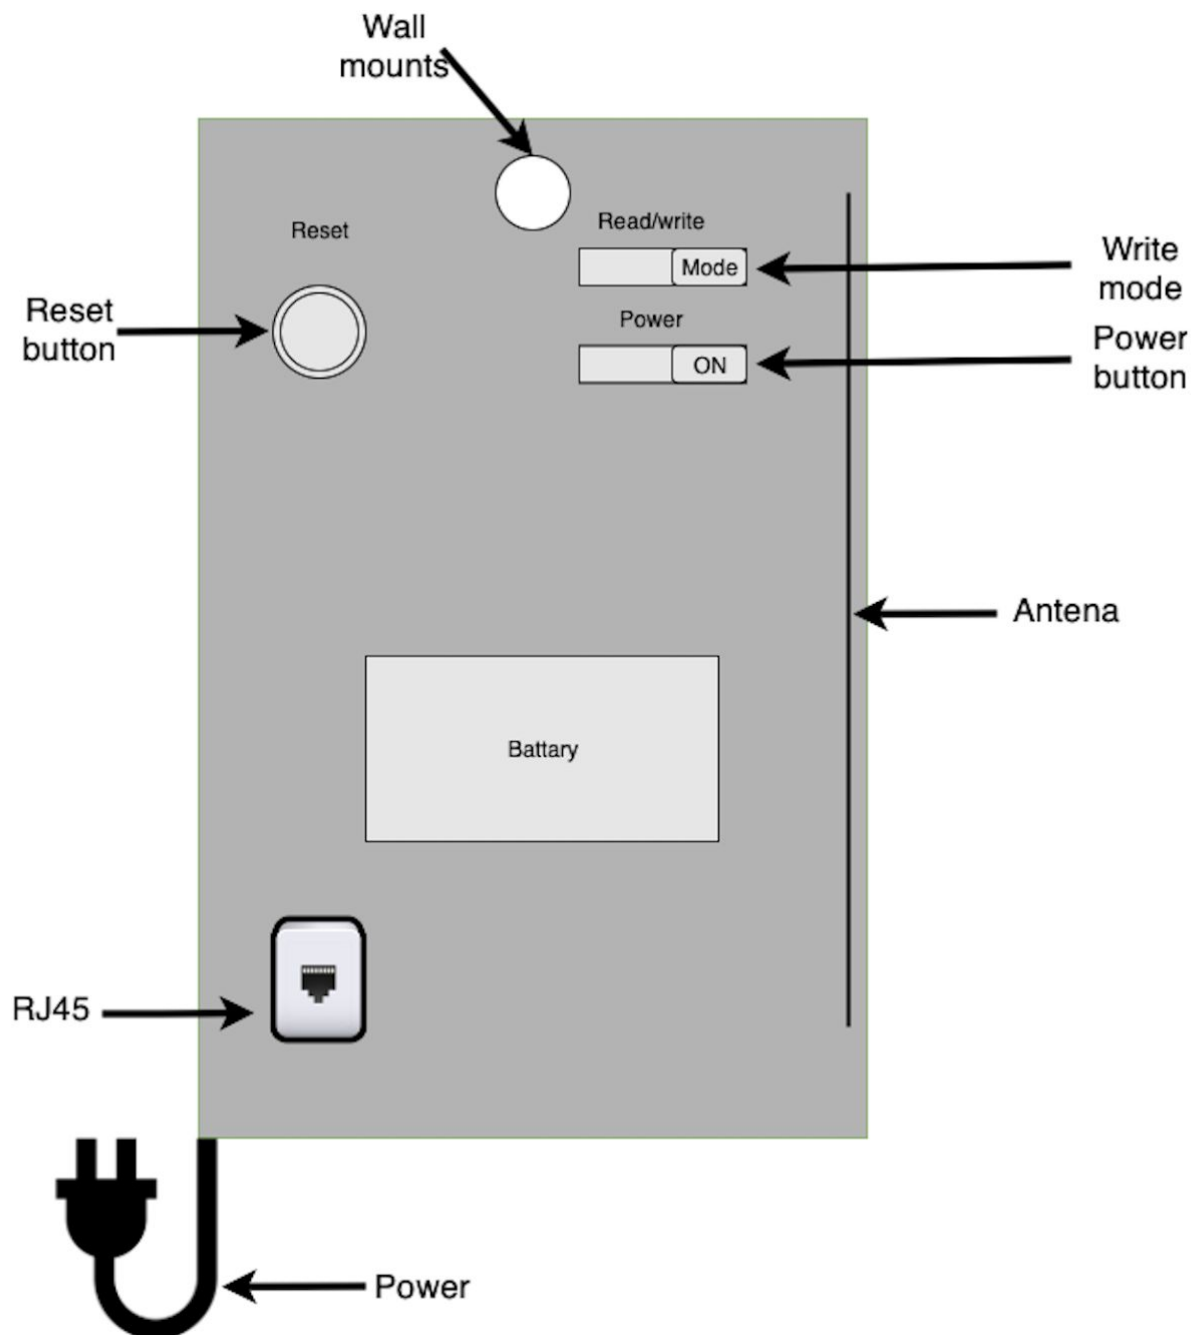 Wall
mounts
Read/write
Reset
Mode
Write
mode
Reset
button
Power
ON
Power
button
Antena
Battary
RJ45
Power